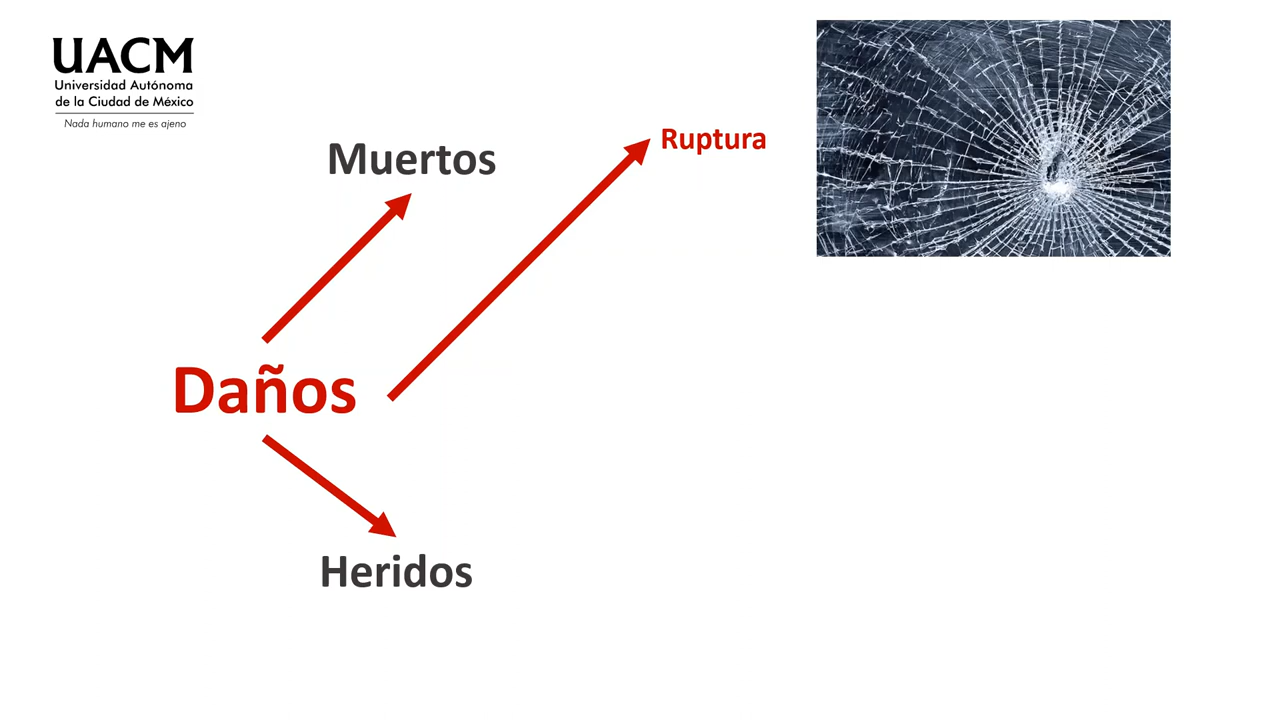 UACM
Universidad Autónoma
de la Ciudad de México
Nada humano me es ajeno
Muertos
Ruptura
Daños
Heridos